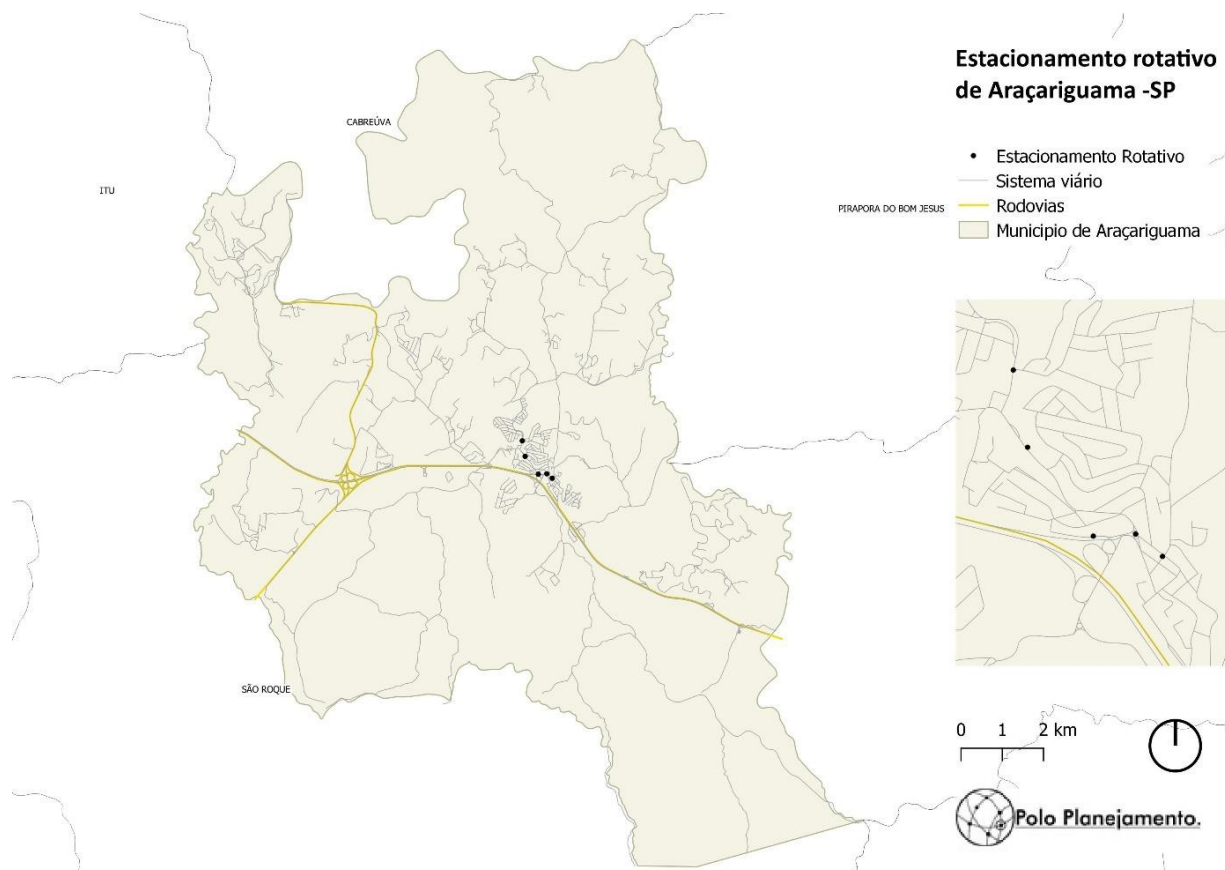 Estacionamento rotativo
de Araçariguama -SP
Estacionamento Rotativo
Sistema viário
Rodovias
Municipio de Araçariguama
CABREÚVA
ITU
PIRAPORA DO BOM JESUS
SÃO ROQUE
0 1 2 km
Polo Planejamento.